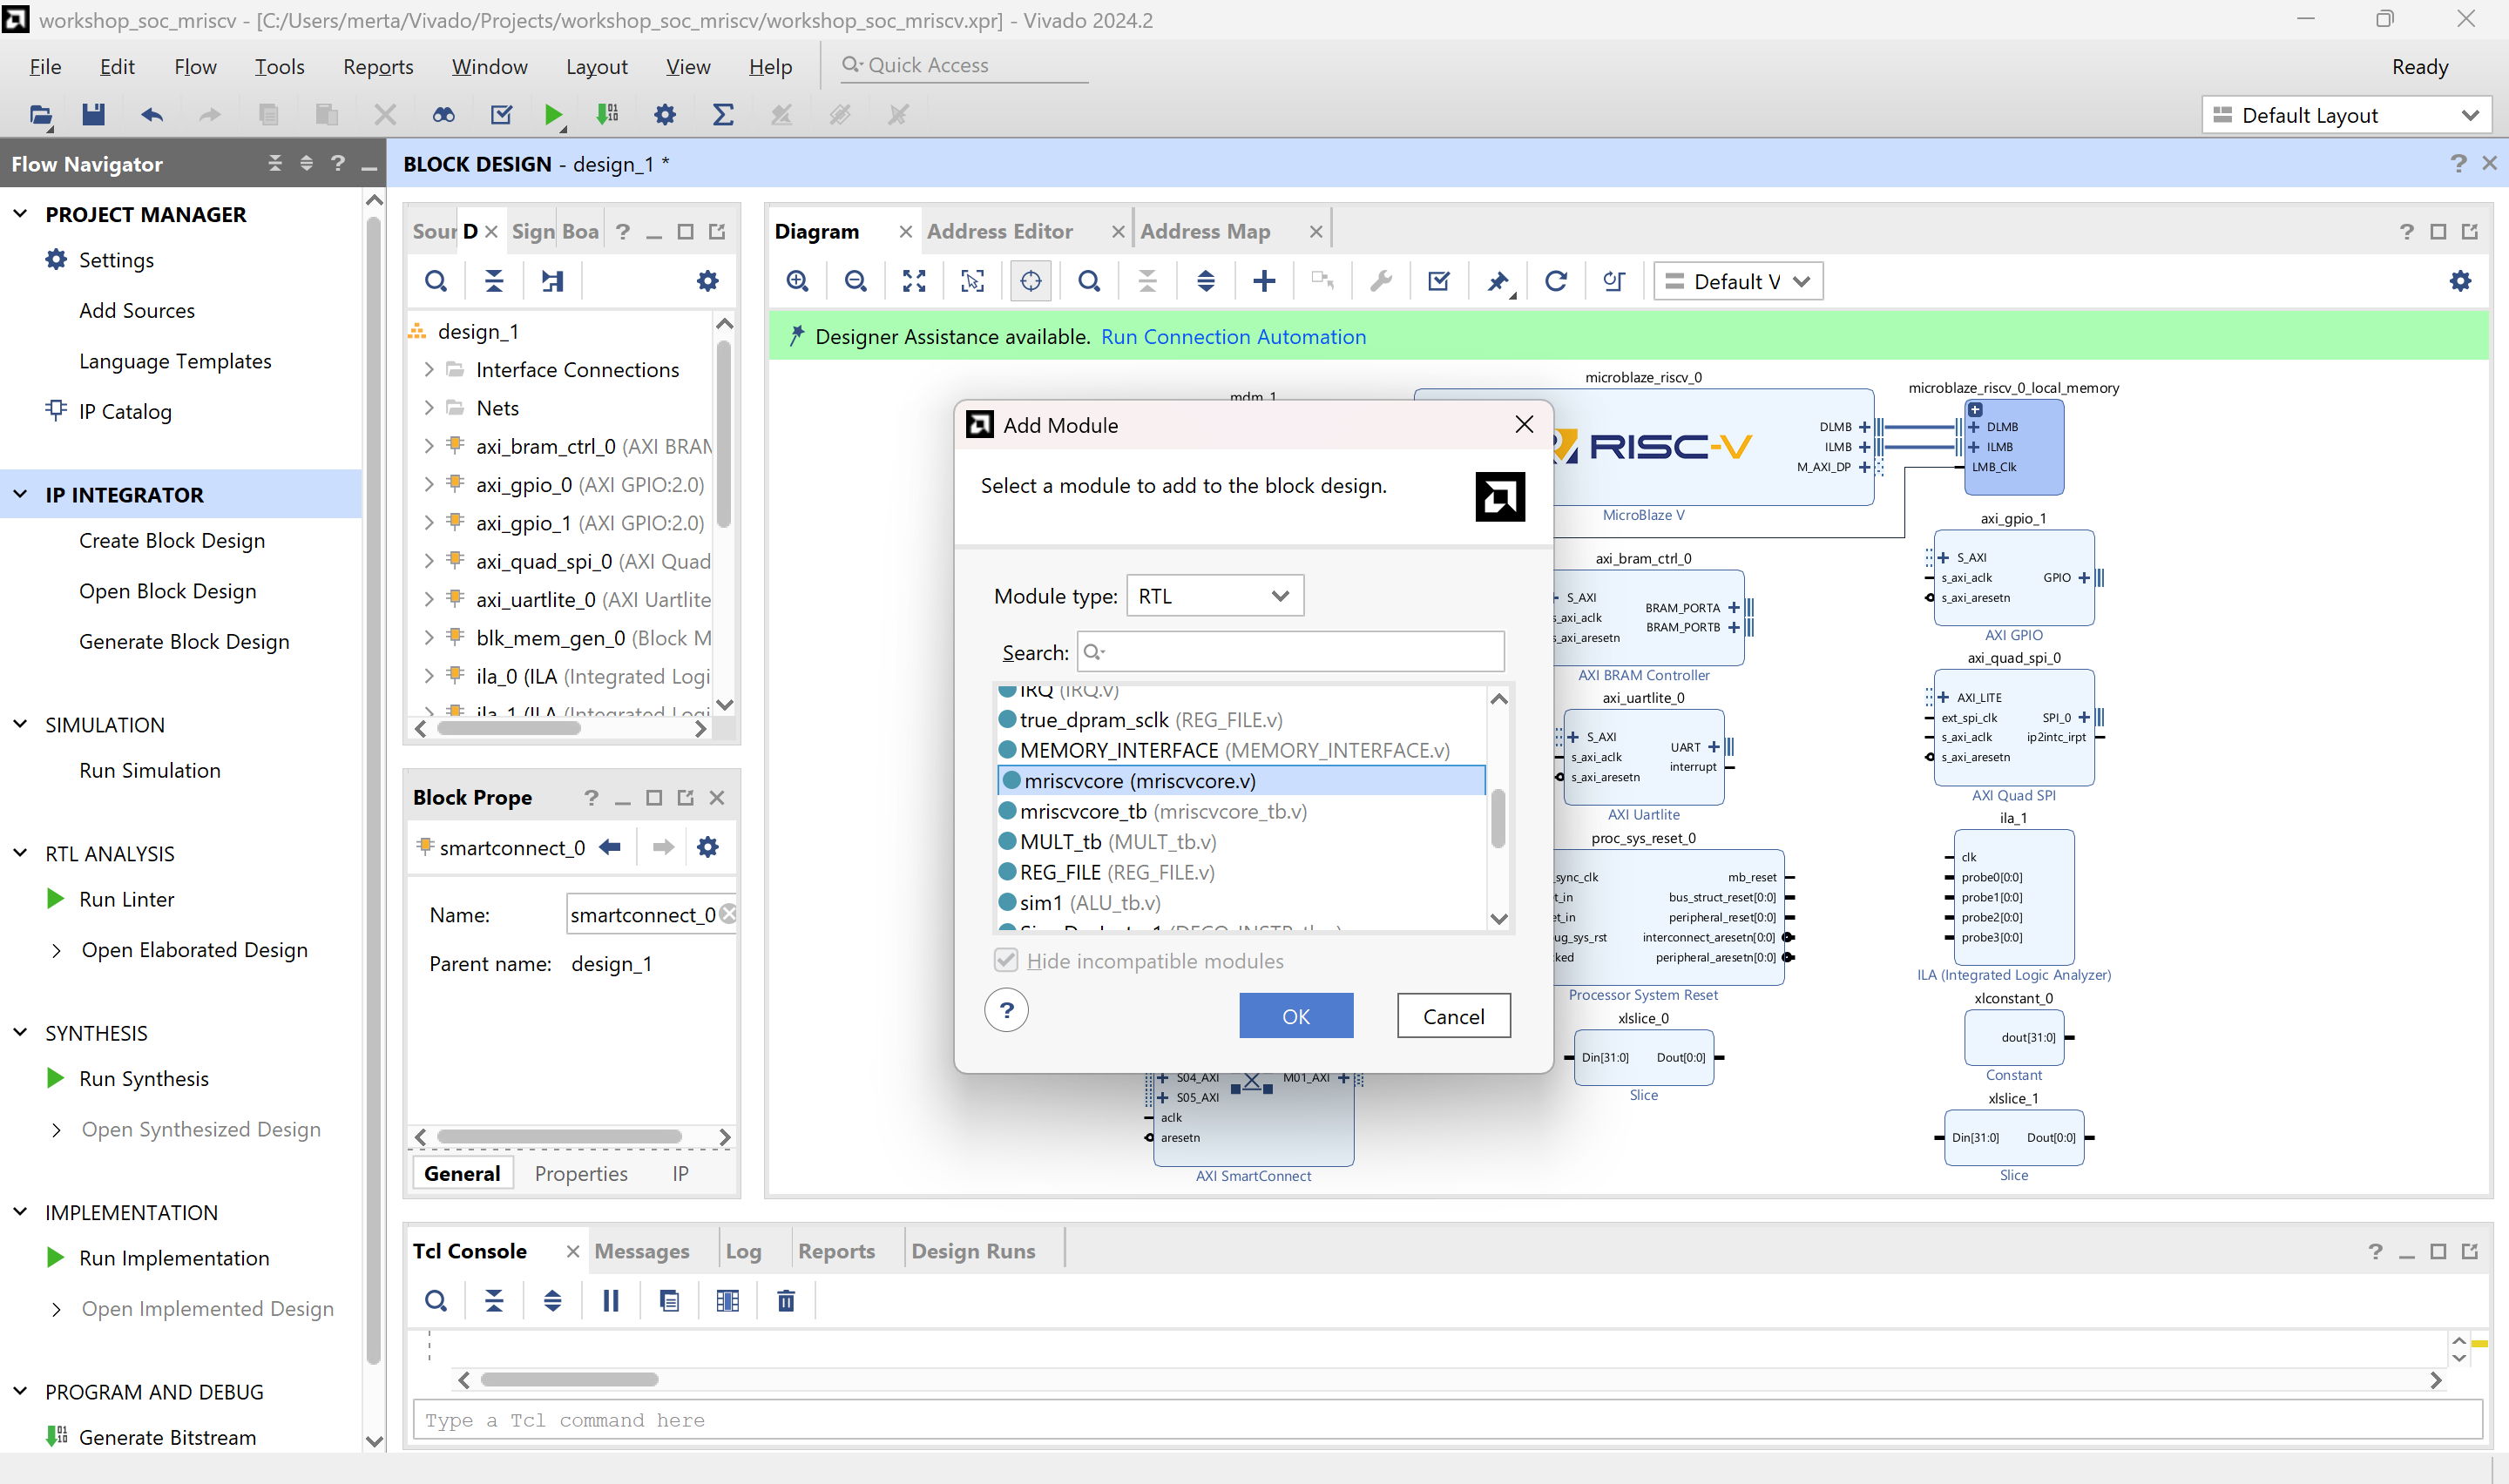 workshop_soc_mriscv - [C:/Users/merta/Vivado/Projects/workshop_soc_mriscv/workshop_soc_mriscv.xpr] - Vivado 2024.2
File Edit Flow Tools Reports Window Layout View Help Quick Access Ready
Default Layout
Flow Navigator
PROJECT MANAGER
Settings
Add Sources
Language Templates
IP Catalog
IP INTEGRATOR
Create Block Design
Open Block Design
Generate Block Design
SIMULATION
Run Simulation
RTL ANALYSIS
Run Linter
Open Elaborated Design
SYNTHESIS
Run Synthesis
Open Synthesized Design
IMPLEMENTATION
Run Implementation
Open Implemented Design
PROGRAM AND DEBUG
Generate Bitstream
BLOCK DESIGN - design_1 *
Sour D Sign Boa
design_1
Interface Connections
Nets
axi_bram_ctrl_0 (AXI BRAM
axi_gpio_0 (AXI GPIO:2.0)
axi_gpio_1 (AXI GPIO:2.0)
axi_quad_spi_0 (AXI Quad
axi_uartlite_0 (AXI Uartlite
blk_mem_gen_0 (Block M
ila_0 (ILA (Integrated Logi
ila_1 (ILA (Integrated Logi
Block Prope
smartconnect_0
Name: smartconnect_0
Parent name: design_1
General Properties IP
Diagram Address Editor Address Map
Default V
Designer Assistance available. Run Connection Automation
mdm_1
microblaze_riscv_0
RISC-V
DLMB
ILMB
M_AXI_DP
MicroBlaze V
microblaze_riscv_0_local_memory
DLMB
ILMB
LMB_Clk
axi_bram_ctrl_0
S_AXI
s_axi_aclk
s_axi_aresetn
BRAM_PORTA
BRAM_PORTB
AXI BRAM Controller
axi_gpio_1
S_AXI
s_axi_aclk
s_axi_aresetn
GPIO
AXI GPIO
axi_uartlite_0
S_AXI
s_axi_aclk
s_axi_aresetn
UART
interrupt
AXI Uartlite
axi_quad_spi_0
AXI_LITE
ext_spi_clk
s_axi_aclk
s_axi_aresetn
SPI_0
ip2intc_irpt
AXI Quad SPI
proc_sys_reset_0
sync_clk
t_in
et_in
ug_sys_rst
ked
mb_reset
bus_struct_reset[0:0]
peripheral_reset[0:0]
interconnect_aresetn[0:0]
peripheral_aresetn[0:0]
Processor System Reset
ila_1
clk
probe0[0:0]
probe1[0:0]
probe2[0:0]
probe3[0:0]
ILA (Integrated Logic Analyzer)
xlslice_0
Din[31:0] Dout[0:0]
Slice
xlconstant_0
dout[31:0]
Constant
xlslice_1
Din[31:0] Dout[0:0]
Slice
S04_AXI M01_AXI
S05_AXI
aclk
aresetn
AXI SmartConnect
Add Module
Select a module to add to the block design.
Module type: RTL
Search:
IRQ (IRQ.v)
true_dpram_sclk (REG_FILE.v)
MEMORY_INTERFACE (MEMORY_INTERFACE.v)
mriscvcore (mriscvcore.v)
mriscvcore_tb (mriscvcore_tb.v)
MULT_tb (MULT_tb.v)
REG_FILE (REG_FILE.v)
sim1 (ALU_tb.v)
Hide incompatible modules
? OK Cancel
Tcl Console Messages Log Reports Design Runs
Type a Tcl command here